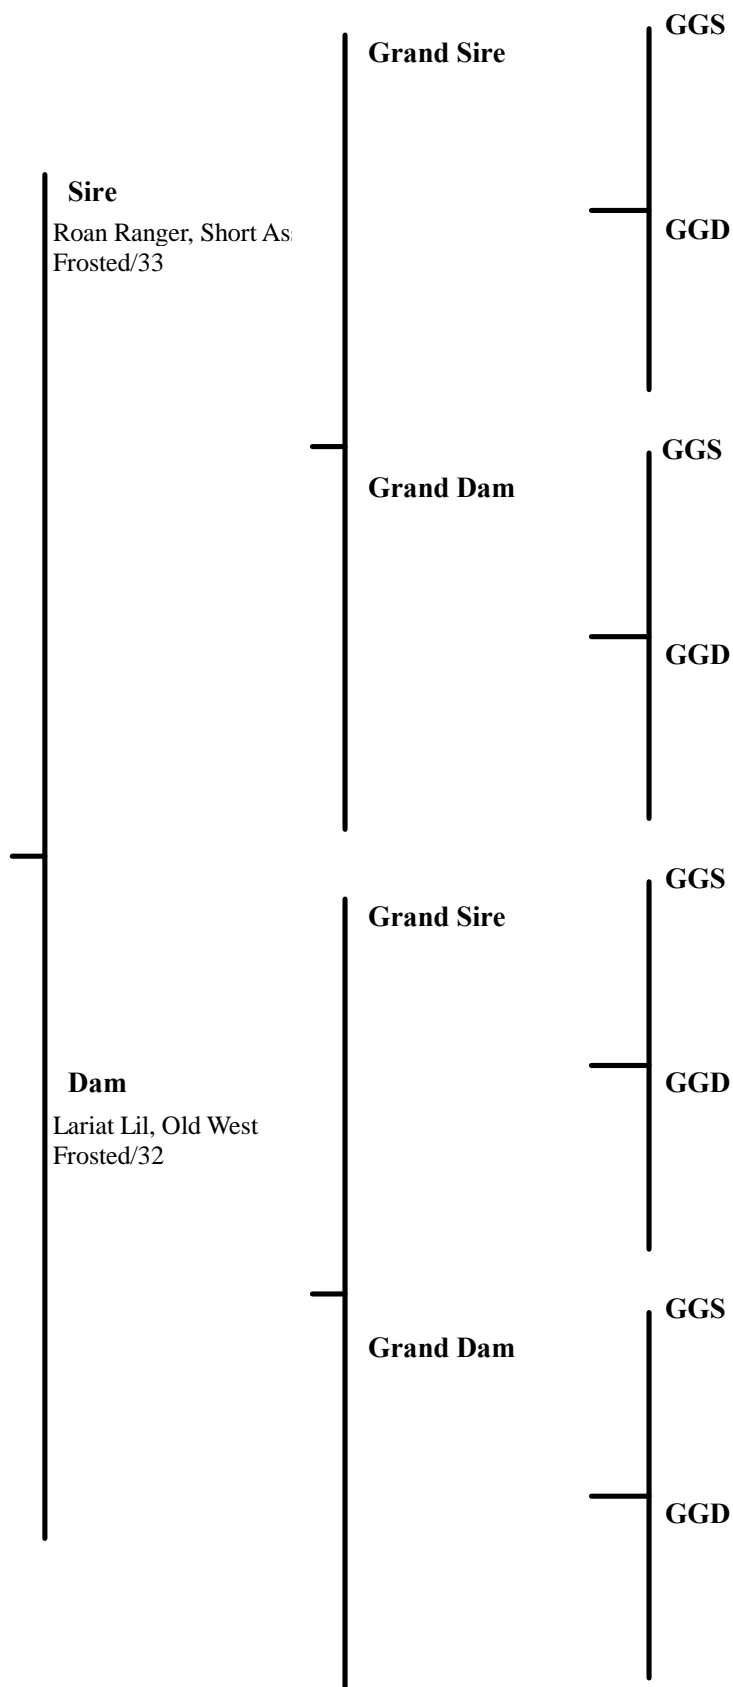 GGS
Grand Sire
Sire
Roan Ranger, Short
Frosted/33
GGD
GGS
Grand Dam
GGD
GGS
Grand Sire
GGD
Dam
Lariat Lil, Old West
Frosted/32
GGS
Grand Dam
GGD